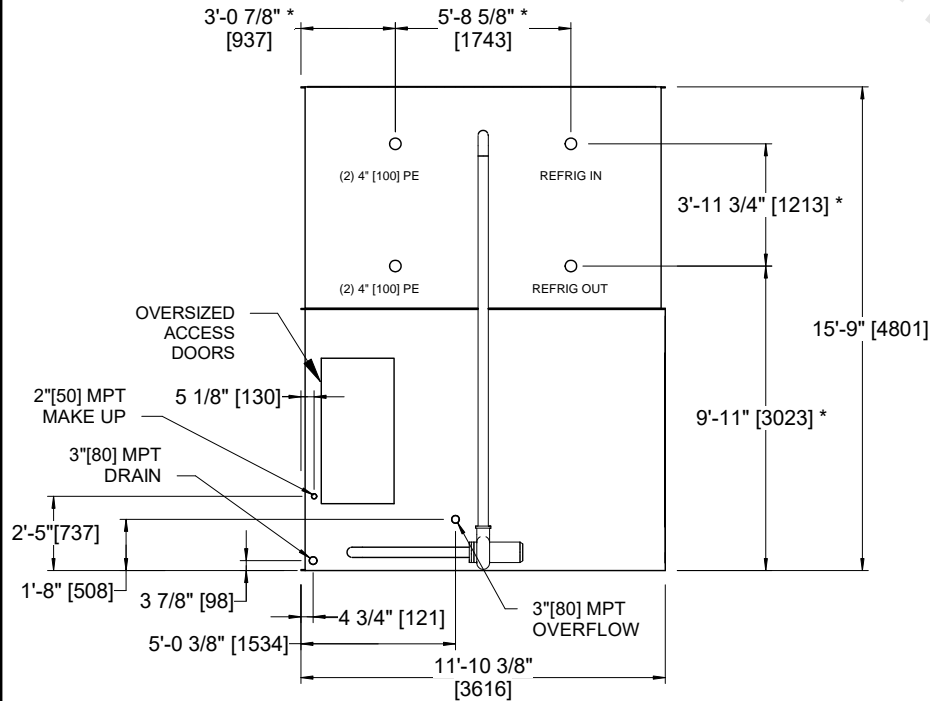 3'-0 7/8" *
[937]
5'-8 5/8" *
[1743]
(2) 4" [100] PE
REFRIG IN
3'-11 3/4" [1213] *
(2) 4" [100] PE
REFRIG OUT
OVERSIZED
ACCESS
DOORS
15'-9" [4801]
2"[50] MPT
MAKE UP
5 1/8" [130]
9'-11" [3023] *
3"[80] MPT
DRAIN
2'-5"[737]
1'-8" [508]
3 7/8" [98]
4 3/4" [121]
3"[80] MPT
OVERFLOW
5'-0 3/8" [1534]
11'-10 3/8"
[3616]